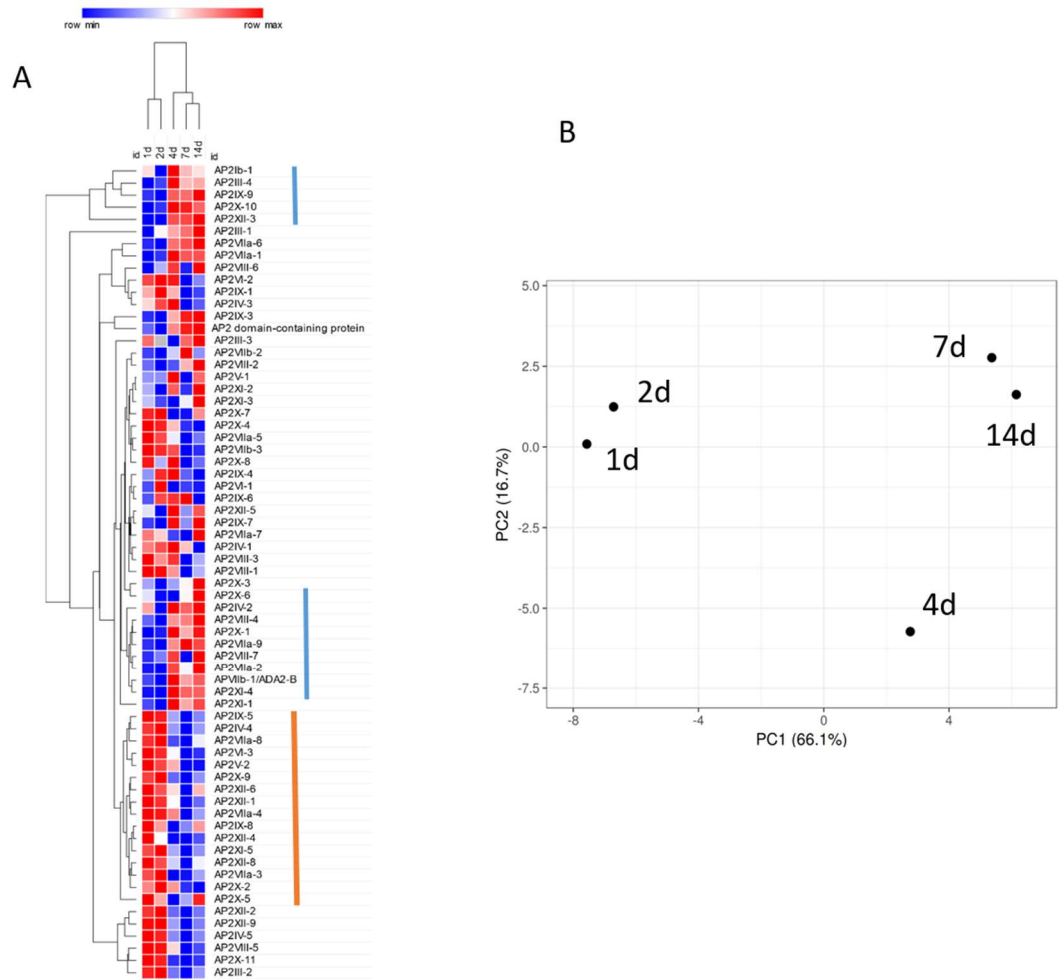 row min row max
A
id 1d 2d 4d 7d 14d id
AP2Ib-1
AP2III-4
AP2IX-9
AP2X-10
AP2XII-3
AP2III-1
AP2VIIa-6
AP2VIIa-1
AP2VIII-6
AP2VI-2
AP2IX-1
AP2IV-3
AP2IX-3
AP2 domain-containing protein
AP2III-3
AP2VIIb-2
AP2VIII-2
AP2V-1
AP2XI-2
AP2XI-3
AP2X-7
AP2X-4
AP2VIIa-5
AP2VIIb-3
AP2X-8
AP2IX-4
AP2VI-1
AP2IX-6
AP2XII-5
AP2IX-7
AP2VIIa-7
AP2IV-1
AP2VIII-3
AP2VIII-1
AP2X-3
AP2X-6
AP2IV-2
AP2VIII-4
AP2X-1
AP2VIIa-9
AP2VIII-7
AP2VIIa-2
APVIIb-1/ADA2-B
AP2XI-4
AP2XI-1
AP2IX-5
AP2IV-4
AP2VIIa-8
AP2VI-3
AP2V-2
AP2X-9
AP2XII-6
AP2XII-1
AP2VIIa-4
AP2IX-8
AP2XII-4
AP2XI-5
AP2XII-8
AP2VIIa-3
AP2X-2
AP2X-5
AP2XII-2
AP2XII-9
AP2IV-5
AP2VIII-5
AP2X-11
AP2III-2
B
5.0
2.5
0.0
-2.5
-5.0
-7.5
PC2 (16.7%)
7d
2d
14d
1d
4d
-8 -4 0 4
PC1 (66.1%)